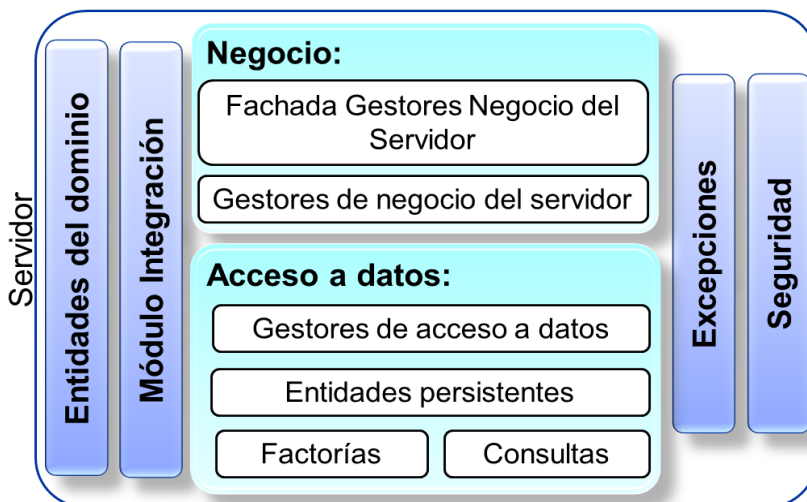 Servidor
Entidades del dominio
Módulo Integración
Negocio:
Fachada Gestores Negocio del
Servidor
Gestores de negocio del servidor
Acceso a datos:
Gestores de acceso a datos
Entidades persistentes
Factorías
Consultas
Excepciones
Seguridad